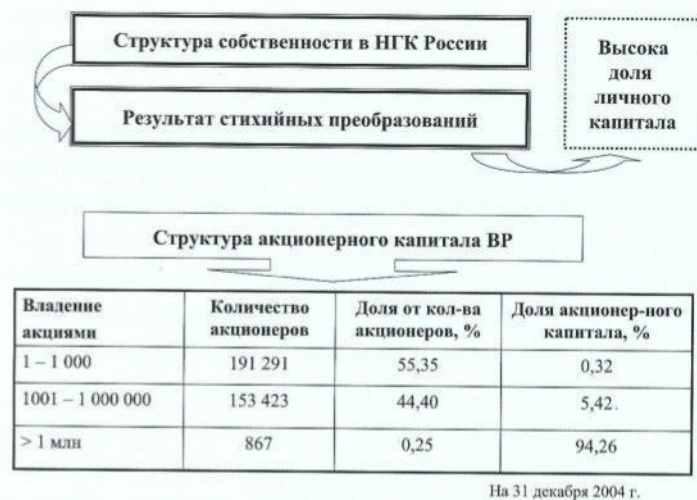 Структура собственности в НГК России
Результат стихийных преобразований
Высока
доля
личного
капитала
Структура акционерного капитала ВР
Владение акциями | Количество акционеров | Доля от кол-ва акционеров, % | Доля акционер-ного капитала, %
1 – 1 000 | 191 291 | 55,35 | 0,32
1001 – 1 000 000 | 153 423 | 44,40 | 5,42.
> 1 млн | 867 | 0,25 | 94,26
На 31 декабря 2004 г.